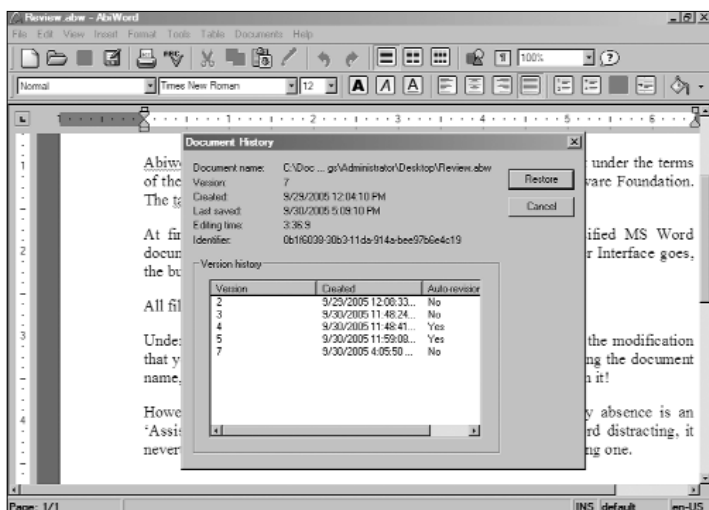 Review.abw - AbiWord
File Edit View Insert Format Tools Table Documents Help
100%
Normal Times New Roman 12 A A A
1 1 2 3 4 5 6
Document History
Document name: C:\Doc ... gs\Administrator\Desktop\Review.abw
Version: 7
Created: 9/29/2005 12:04:10 PM
Last saved: 9/30/2005 5:09:10 PM
Editing time: 3:36.9
Identifier: 0b1f6038-30b3-11da-914a-bee97b6e4c19
Restore
Cancel
Version history
Version Created Auto-revision
2 9/29/2005 12:08:33... No
3 9/30/2005 11:48:24... No
4 9/30/2005 11:48:41... Yes
5 9/30/2005 11:59:08... Yes
7 9/30/2005 4:05:50 ... No
Abiw under the terms
of the ware Foundation.
The ta
At fir ified MS Word
docum r Interface goes,
the bu
All fil
Unde the modification
that y ng the document
name, n it!
Howe y absence is an
'Assis rd distracting, it
never ng one.
Page: 1/1 INS default en-US